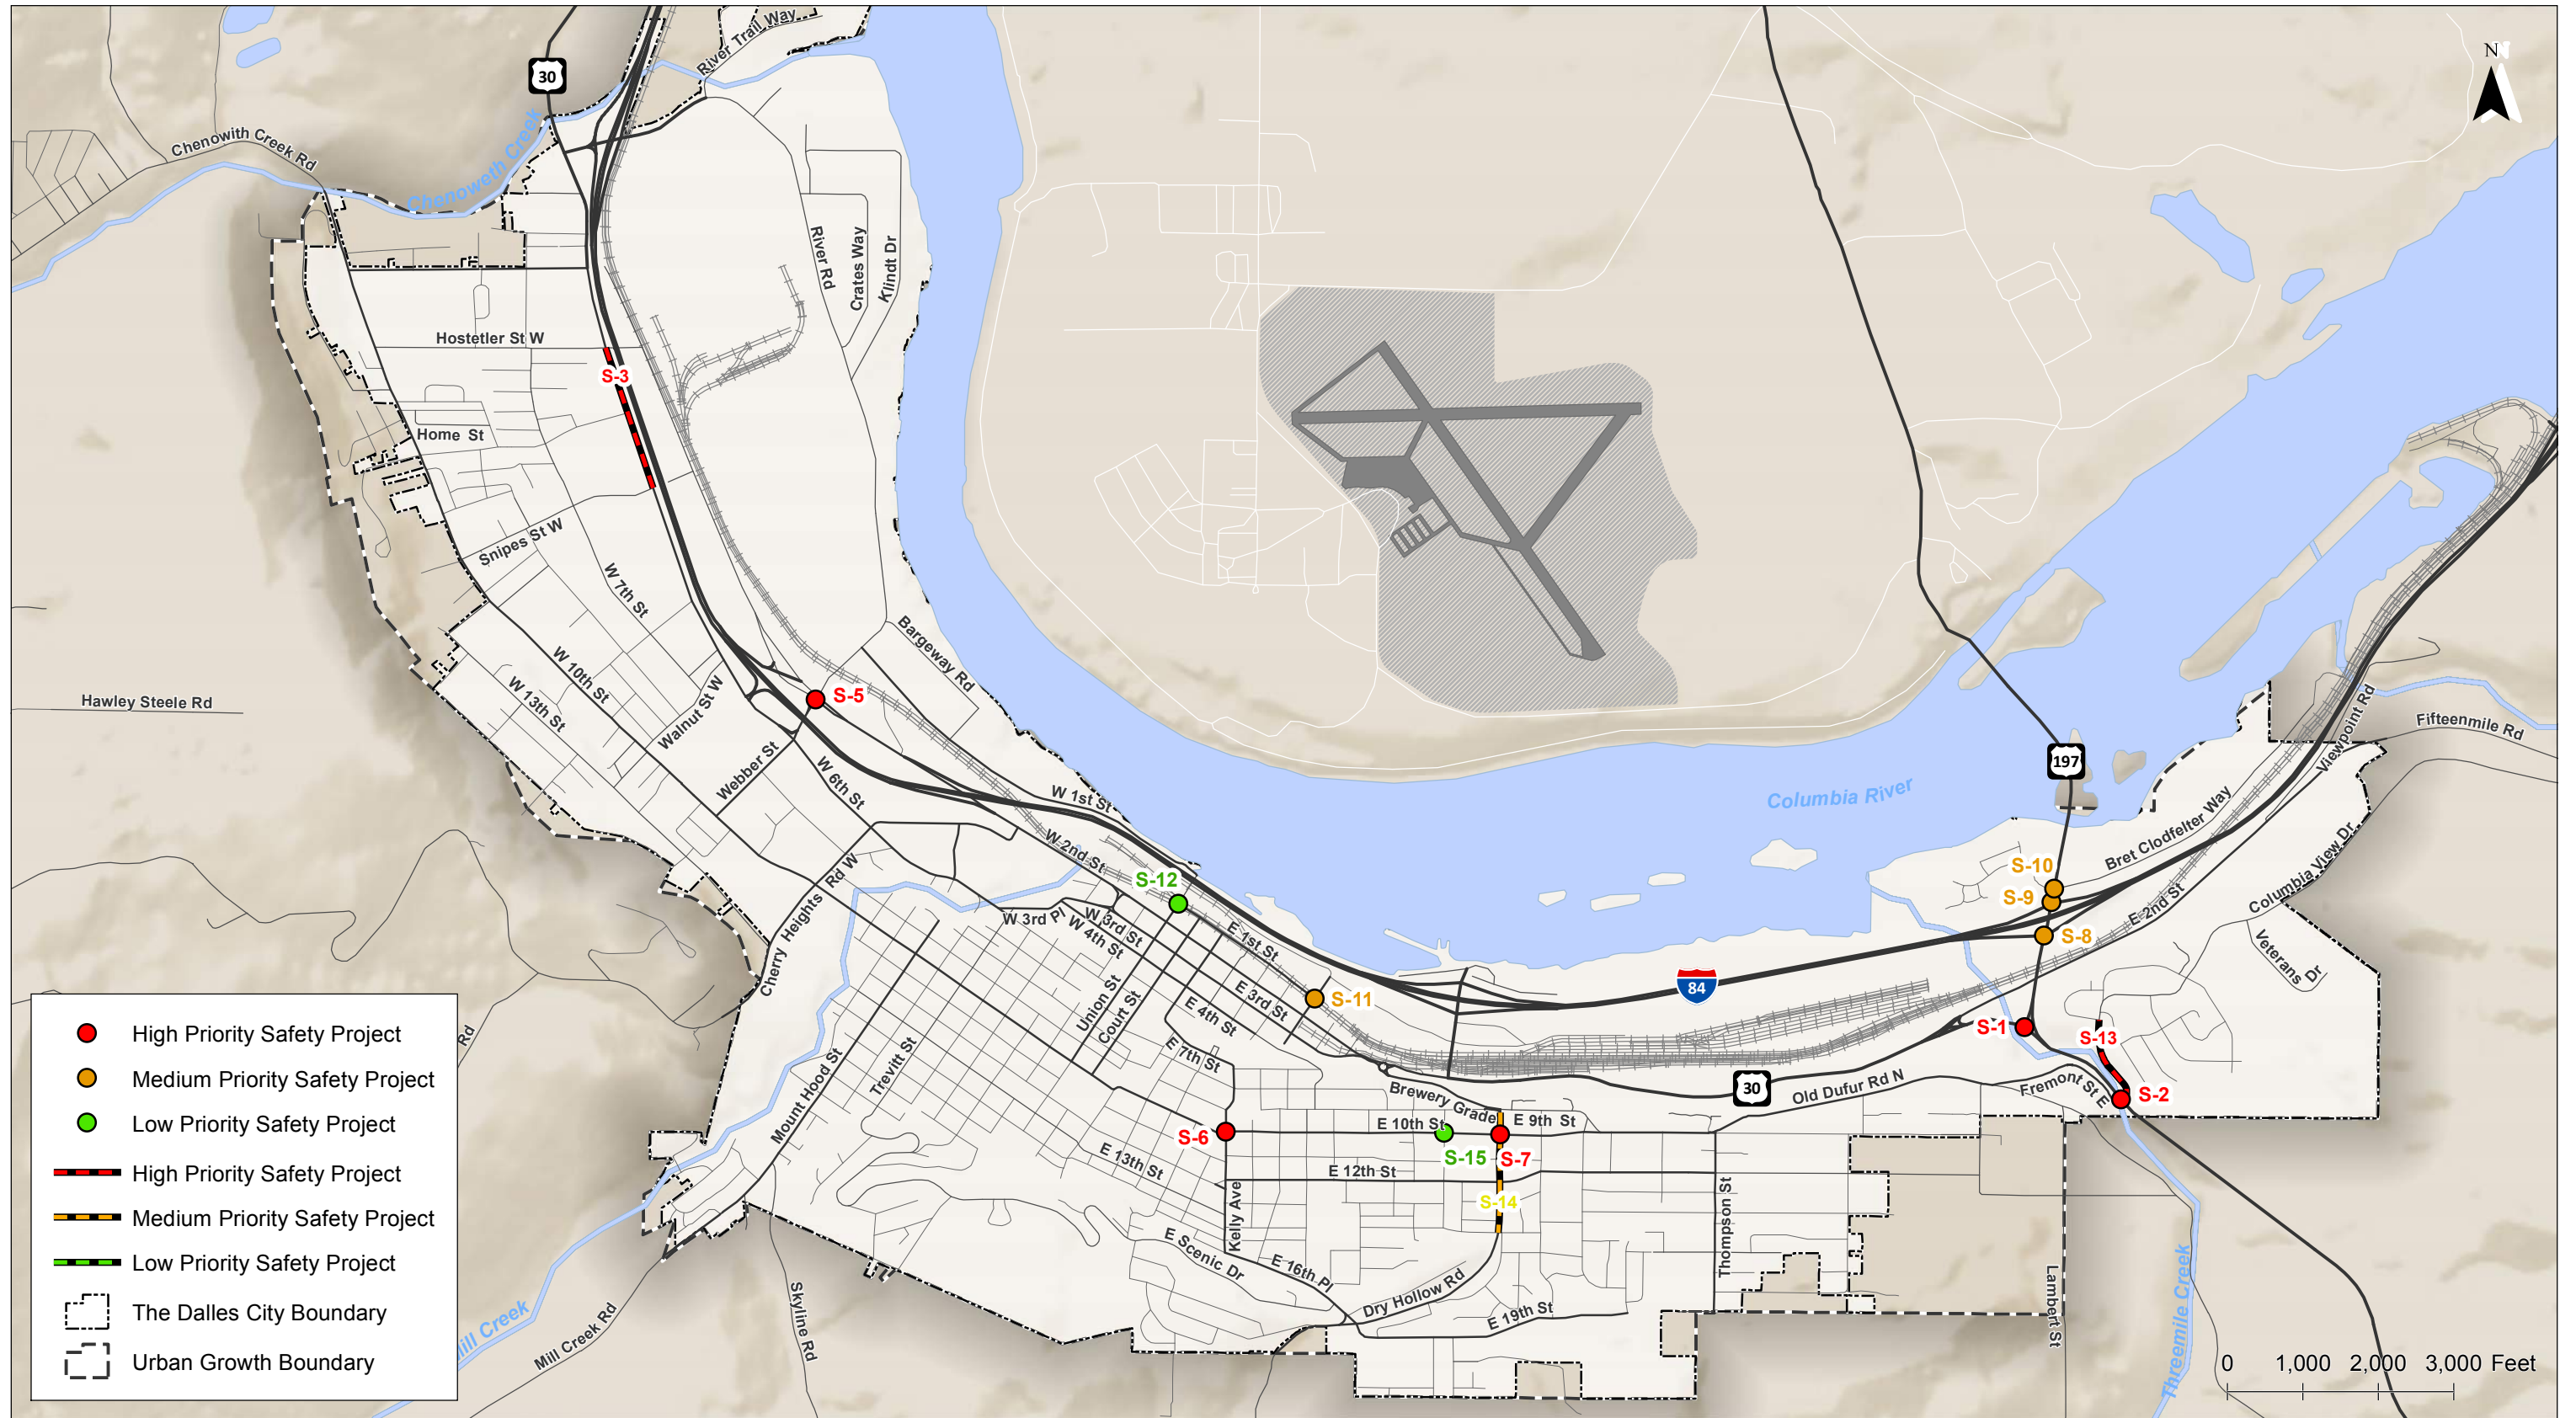 River Trail Way
N
30
Chenowith Creek Rd
Chenoweth Creek
River Rd
Crates Way
Klindt Dr
Hostetler St W
S-3
Home St
Snipes St W
W 7th St
Bargeway Rd
W 10th St
W 13th St
Walnut St W
Hawley Steele Rd
S-5
Webber St
W 6th St
W 1st St
W 2nd St
Columbia River
197
Viewpoint Rd
Fifteenmile Rd
Bret Clodfelter Way
Columbia View Dr
S-10
S-9
S-8
E 2nd St
Veterans Dr
S-12
Cherry Heights Rd W
W 3rd Pl
W 3rd St
W 4th St
E 1st St
S-11
E 3rd St
E 4th St
Union St
Court St
84
E 7th St
Trevitt St
Mount Hood St
Rd
S-1
S-13
S-2
Fremont St E
Old Dufur Rd N
30
Brewery Grade
E 9th St
E 10th St
S-6
S-15
S-7
E 13th St
E 12th St
S-14
Kelly Ave
Thompson St
E Scenic Dr
E 16th Pl
Dry Hollow Rd
E 19th St
Lambert St
Threemile Creek
Skyline Rd
Mill Creek Rd
Mill Creek
High Priority Safety Project
Medium Priority Safety Project
Low Priority Safety Project
High Priority Safety Project
Medium Priority Safety Project
Low Priority Safety Project
The Dalles City Boundary
Urban Growth Boundary
0 1,000 2,000 3,000 Feet